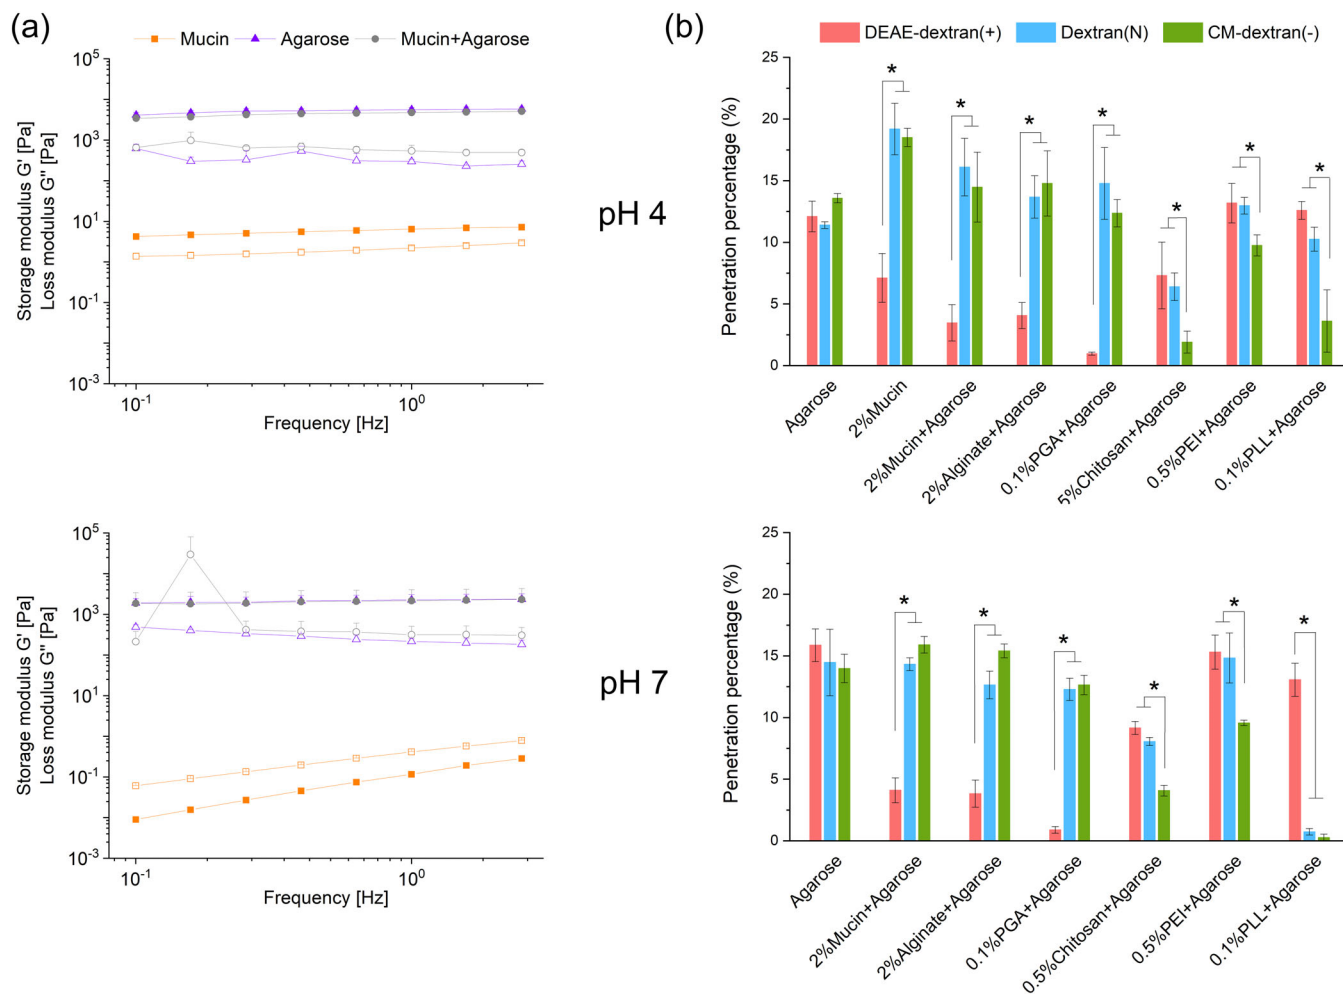 (a)
Mucin Agarose Mucin+Agarose
10^5
10^3
10^1
10^-1
10^-3
Storage modulus G' [Pa]
Loss modulus G'' [Pa]
10^-1 10^0
Frequency [Hz]
pH 4
(b)
DEAE-dextran(+) Dextran(N) CM-dextran(-)
25
20
15
10
5
0
Penetration percentage (%)
* * * * * * *
Agarose
2%Mucin
2%Mucin+Agarose
2%Alginate+Agarose
0.1%PGA+Agarose
5%Chitosan+Agarose
0.5%PEI+Agarose
0.1%PLL+Agarose
10^5
10^3
10^1
10^-1
10^-3
Storage modulus G' [Pa]
Loss modulus G'' [Pa]
10^-1 10^0
Frequency [Hz]
pH 7
25
20
15
10
5
0
Penetration percentage (%)
* * * * * *
Agarose
2%Mucin+Agarose
2%Alginate+Agarose
0.1%PGA+Agarose
0.5%Chitosan+Agarose
0.5%PEI+Agarose
0.1%PLL+Agarose